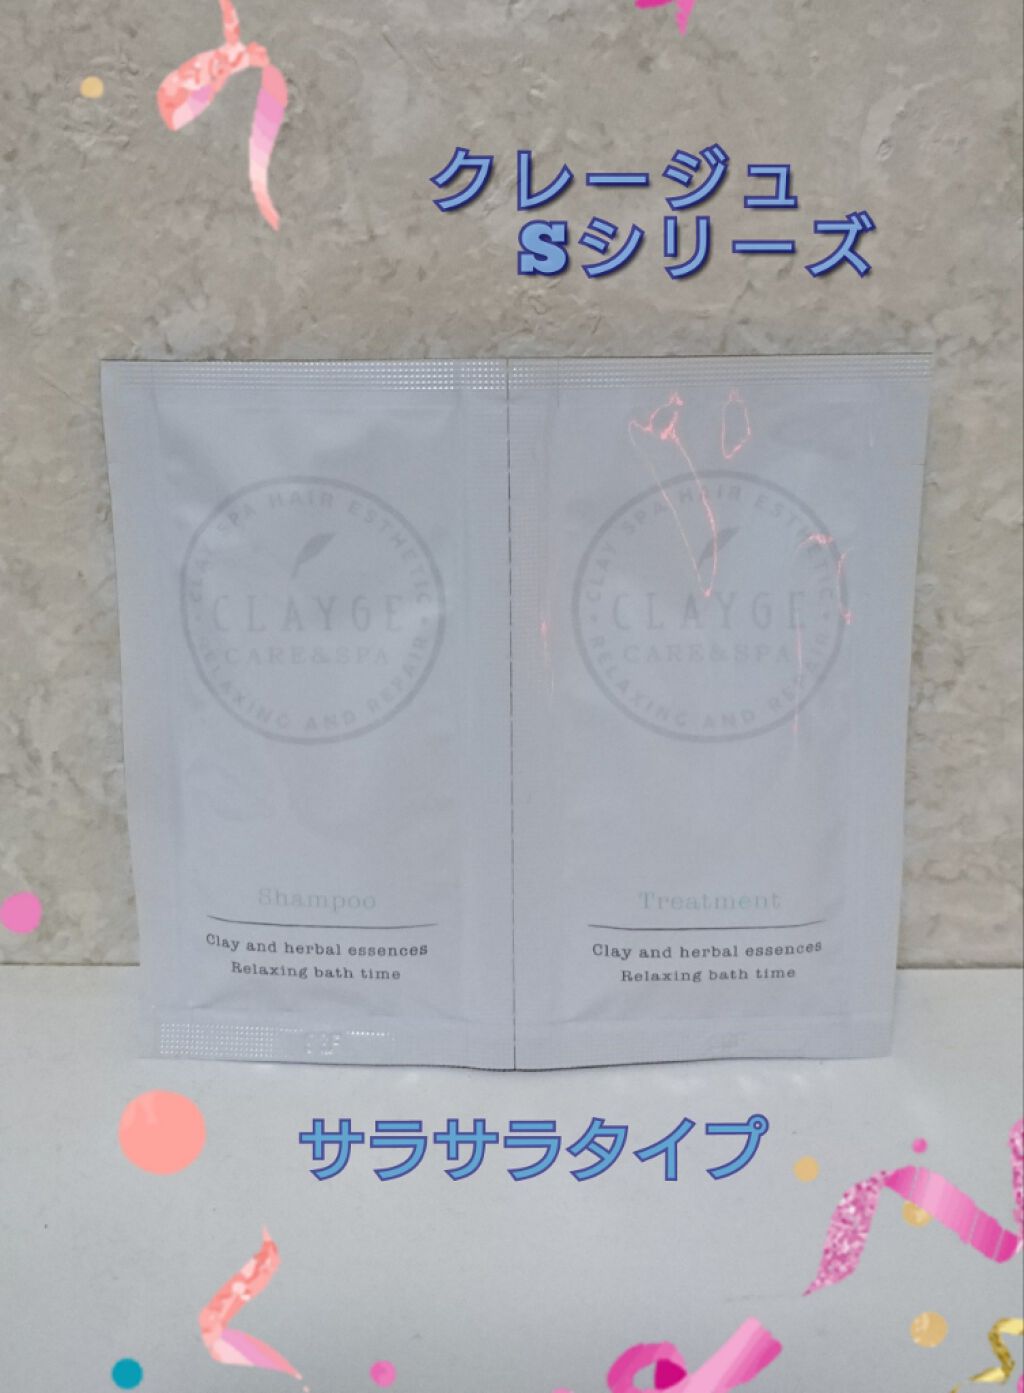 クレージュ
Sシリーズ
CLAY SPA HAIR ESTHETIC
CLAYGE
CARE&SPA
RELAXING AND REPAIR
CLAY SPA HAIR ESTHETIC
CLAYGE
CARE&SPA
RELAXING AND REPAIR
Shampoo
Clay and herbal essences
Relaxing bath time
Treatment
Clay and herbal essences
Relaxing bath time
サラサラタイプ